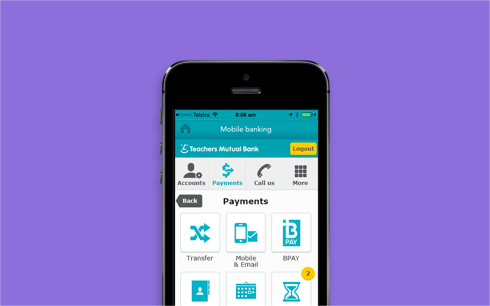 Telstra 8:06 am
Mobile banking
Teachers Mutual Bank Logout
Accounts Payments Call us More
Back Payments
Transfer Mobile & Email BPAY
B
PAY
2